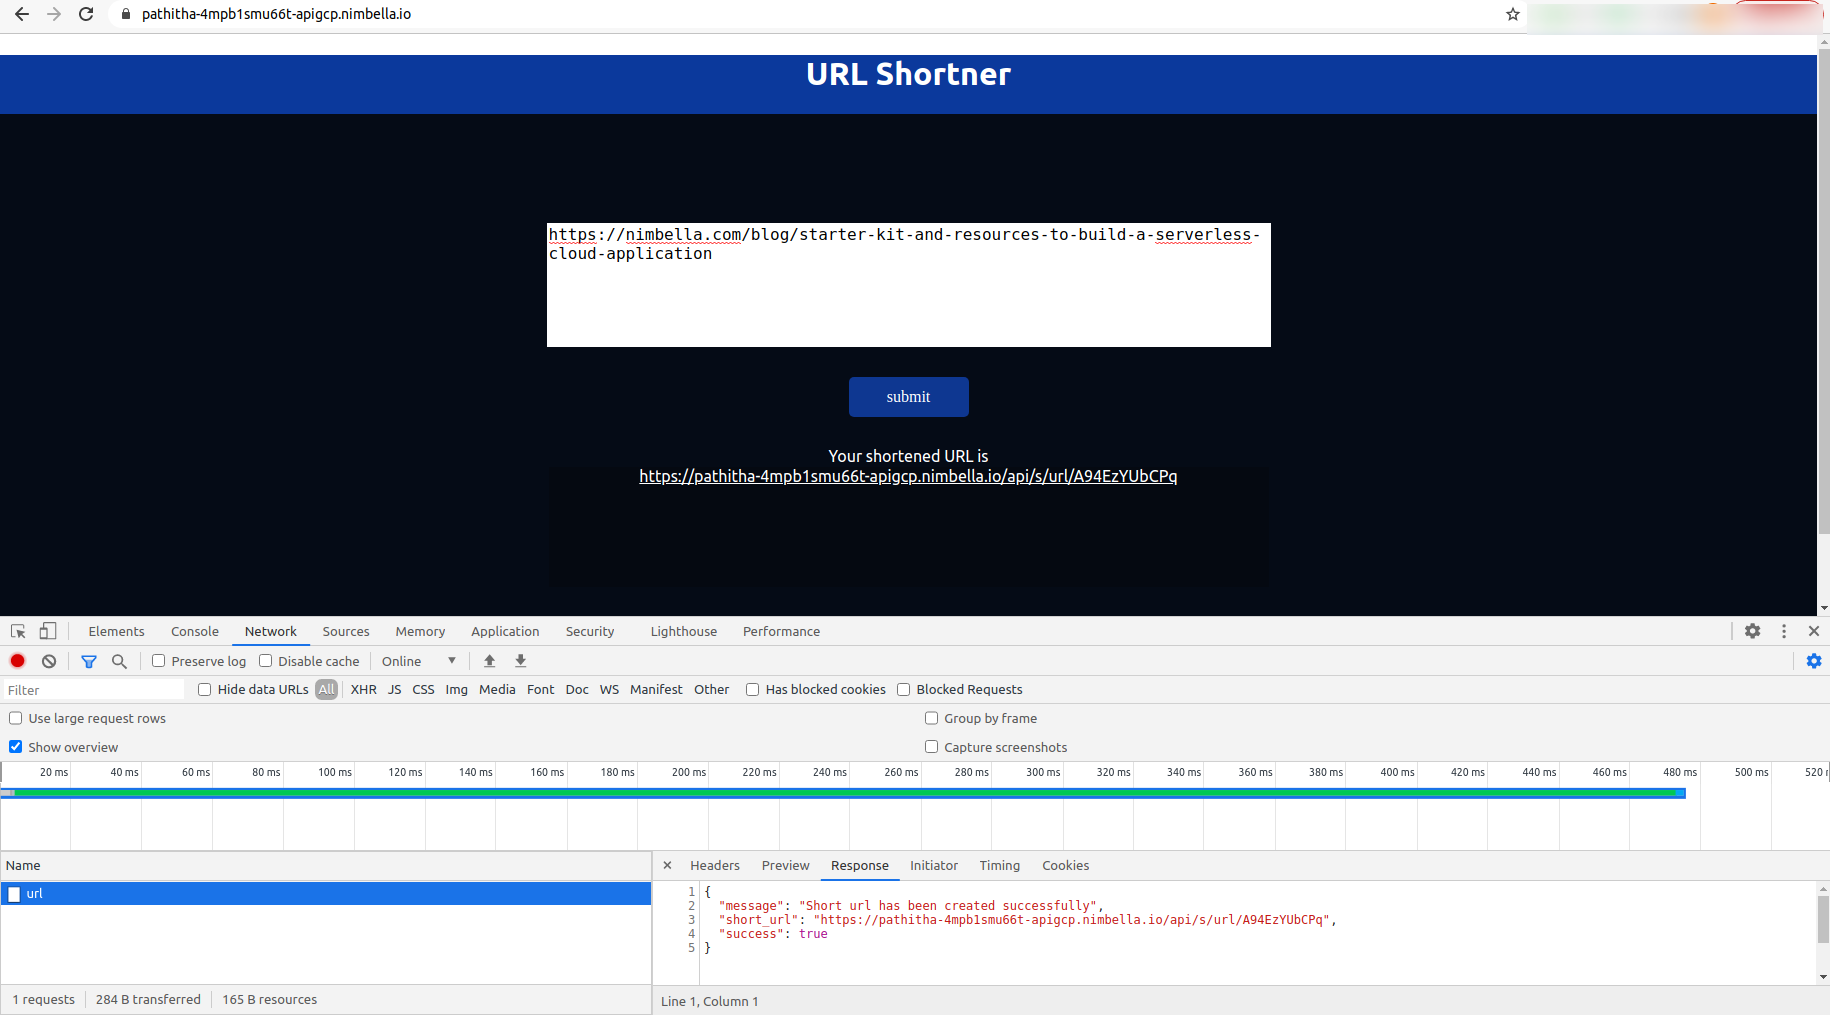 pathitha-4mpb1smu66t-apigcp.nimbella.io
URL Shortner
https://nimbella.com/blog/starter-kit-and-resources-to-build-a-serverless-
cloud-application
submit
Your shortened URL is
https://pathitha-4mpb1smu66t-apigcp.nimbella.io/api/s/url/A94EzYUbCPq
Elements Console Network Sources Memory Application Security Lighthouse Performance
Preserve log Disable cache Online
Filter Hide data URLs All XHR JS CSS Img Media Font Doc WS Manifest Other Has blocked cookies Blocked Requests
Use large request rows Group by frame
Show overview Capture screenshots
20 ms 40 ms 60 ms 80 ms 100 ms 120 ms 140 ms 160 ms 180 ms 200 ms 220 ms 240 ms 260 ms 280 ms 300 ms 320 ms 340 ms 360 ms 380 ms 400 ms 420 ms 440 ms 460 ms 480 ms 500 ms 520
Name
url
1 requests 284 B transferred 165 B resources
Headers Preview Response Initiator Timing Cookies
1 {
2 "message": "Short url has been created successfully",
3 "short_url": "https://pathitha-4mpb1smu66t-apigcp.nimbella.io/api/s/url/A94EzYUbCPq",
4 "success": true
5 }
Line 1, Column 1